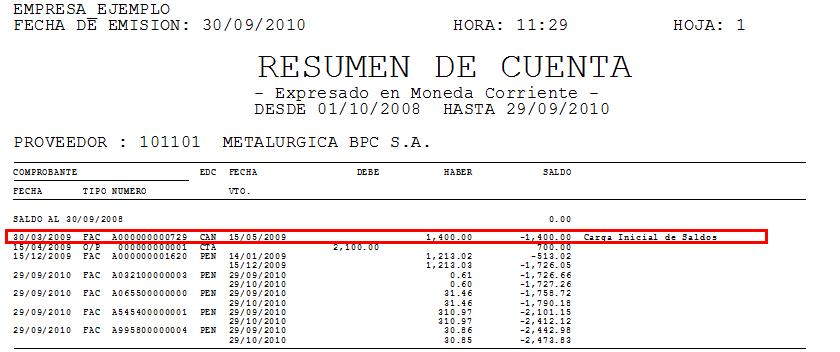 EMPRESA EJEMPLO
FECHA DE EMISION: 30/09/2010 HORA: 11:29 HOJA: 1
RESUMEN DE CUENTA
- Expresado en Moneda Corriente -
DESDE 01/10/2008 HASTA 29/09/2010
PROVEEDOR : 101101 METALURGICA BPC S.A.
COMPROBANTE EDC FECHA DEBE HABER SALDO
FECHA TIPO NUMERO VTO.
SALDO AL 30/09/2008 0.00
30/03/2009 FAC A000000000729 CAN 15/05/2009 1,400.00 -1,400.00 Carga Inicial de Saldos
15/04/2009 O/P 0000000000001 CTA 2,100.00 700.00
15/12/2009 FAC A000000001620 PEN 14/01/2009 1,213.02 -513.02
15/12/2009 1,213.03 -1,726.05
29/09/2010 FAC A032100000003 PEN 29/09/2010 0.61 -1,726.66
29/10/2010 0.60 -1,727.26
29/09/2010 FAC A065500000000 PEN 29/09/2010 31.46 -1,758.72
29/10/2010 31.46 -1,790.18
29/09/2010 FAC A545400000001 PEN 29/09/2010 310.97 -2,101.15
29/10/2010 310.97 -2,412.12
29/09/2010 FAC A995800000004 PEN 29/09/2010 30.86 -2,442.98
29/10/2010 30.85 -2,473.83